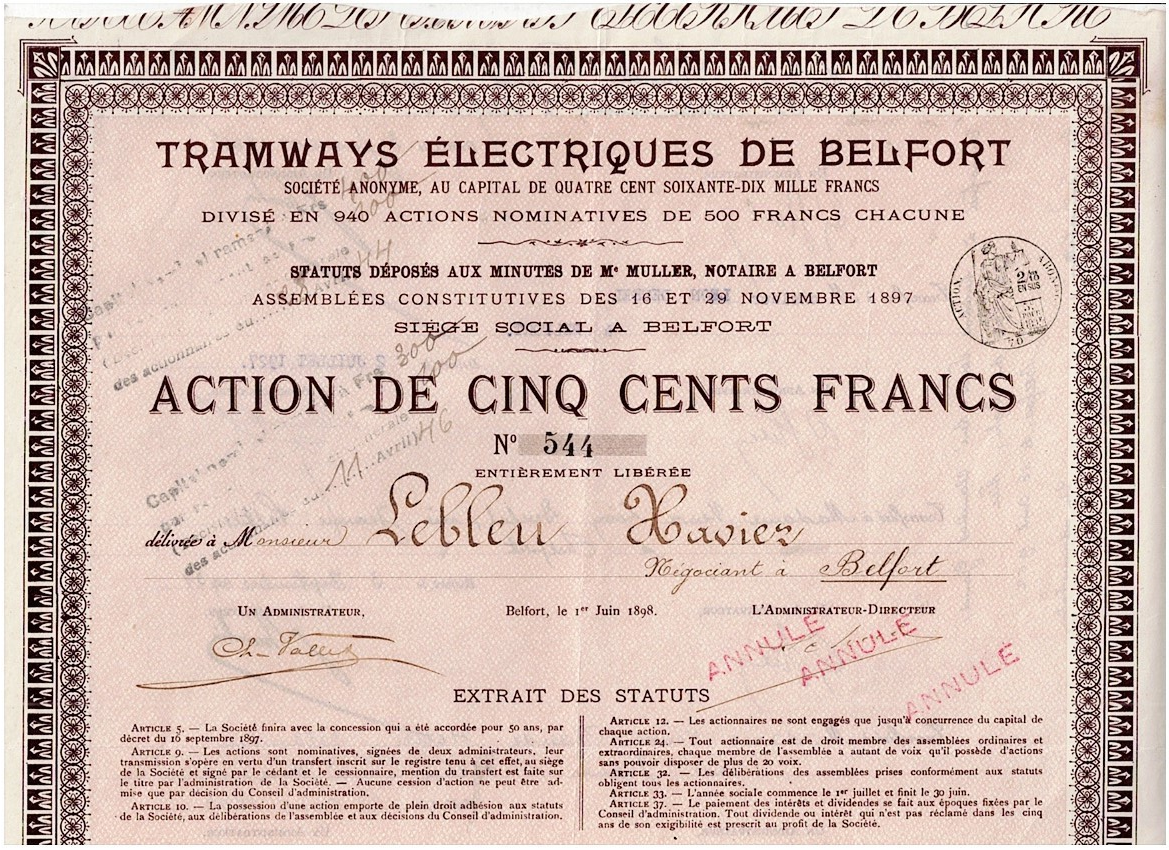 TRAMWAYS ÉLECTRIQUES DE BELFORT
SOCIÉTÉ ANONYME, AU CAPITAL DE QUATRE CENT SOIXANTE-DIX MILLE FRANCS
DIVISÉ EN 940 ACTIONS NOMINATIVES DE 500 FRANCS CHACUNE
STATUTS DÉPOSÉS AUX MINUTES DE Me MULLER, NOTAIRE A BELFORT
ASSEMBLÉES CONSTITUTIVES DES 16 ET 29 NOVEMBRE 1897
SIÈGE SOCIAL A BELFORT
ACTION DE CINQ CENTS FRANCS
No 544
ENTIÈREMENT LIBÉRÉE
délivrée à Monsieur Lebleu Xavier
Négociant à Belfort
UN ADMINISTRATEUR,
Belfort, le 1er Juin 1898.
L'ADMINISTRATEUR-DIRECTEUR
ANNULÉ
ANNULÉ
ANNULÉ
EXTRAIT DES STATUTS
ARTICLE 5. — La Société finira avec la concession qui a été accordée pour 50 ans, par
décret du 16 septembre 1897.
ARTICLE 9. — Les actions sont nominatives, signées de deux administrateurs, leur
transmission s'opère en vertu d'un transfert inscrit sur le registre tenu à cet effet, au siège
de la Société et signé par le cédant et le cessionnaire, mention du transfert est faite sur
le titre par l'administration de la Société. — Aucune cession d'action ne peut être ad-
mise que par décision du Conseil d'administration.
ARTICLE 10. — La possession d'une action emporte de plein droit adhésion aux statuts
de la Société, aux délibérations de l'assemblée et aux décisions du Conseil d'administration.
ARTICLE 12. — Les actionnaires ne sont engagés que jusqu'à concurrence du capital de
chaque action.
ARTICLE 24. — Tout actionnaire est de droit membre des assemblées ordinaires et
extraordinaires, chaque membre de l'assemblée a autant de voix qu'il possède d'actions
sans pouvoir disposer de plus de 20 voix.
ARTICLE 32. — Les délibérations des assemblées prises conformément aux statuts
obligent tous les actionnaires.
ARTICLE 33. — L'année sociale commence le 1er juillet et finit le 30 juin.
ARTICLE 37. — Le paiement des intérêts et dividendes se fait aux époques fixées par le
Conseil d'administration. Tout dividende ou intérêt qui n'est pas réclamé dans les cinq
ans de son exigibilité est prescrit au profit de la Société.